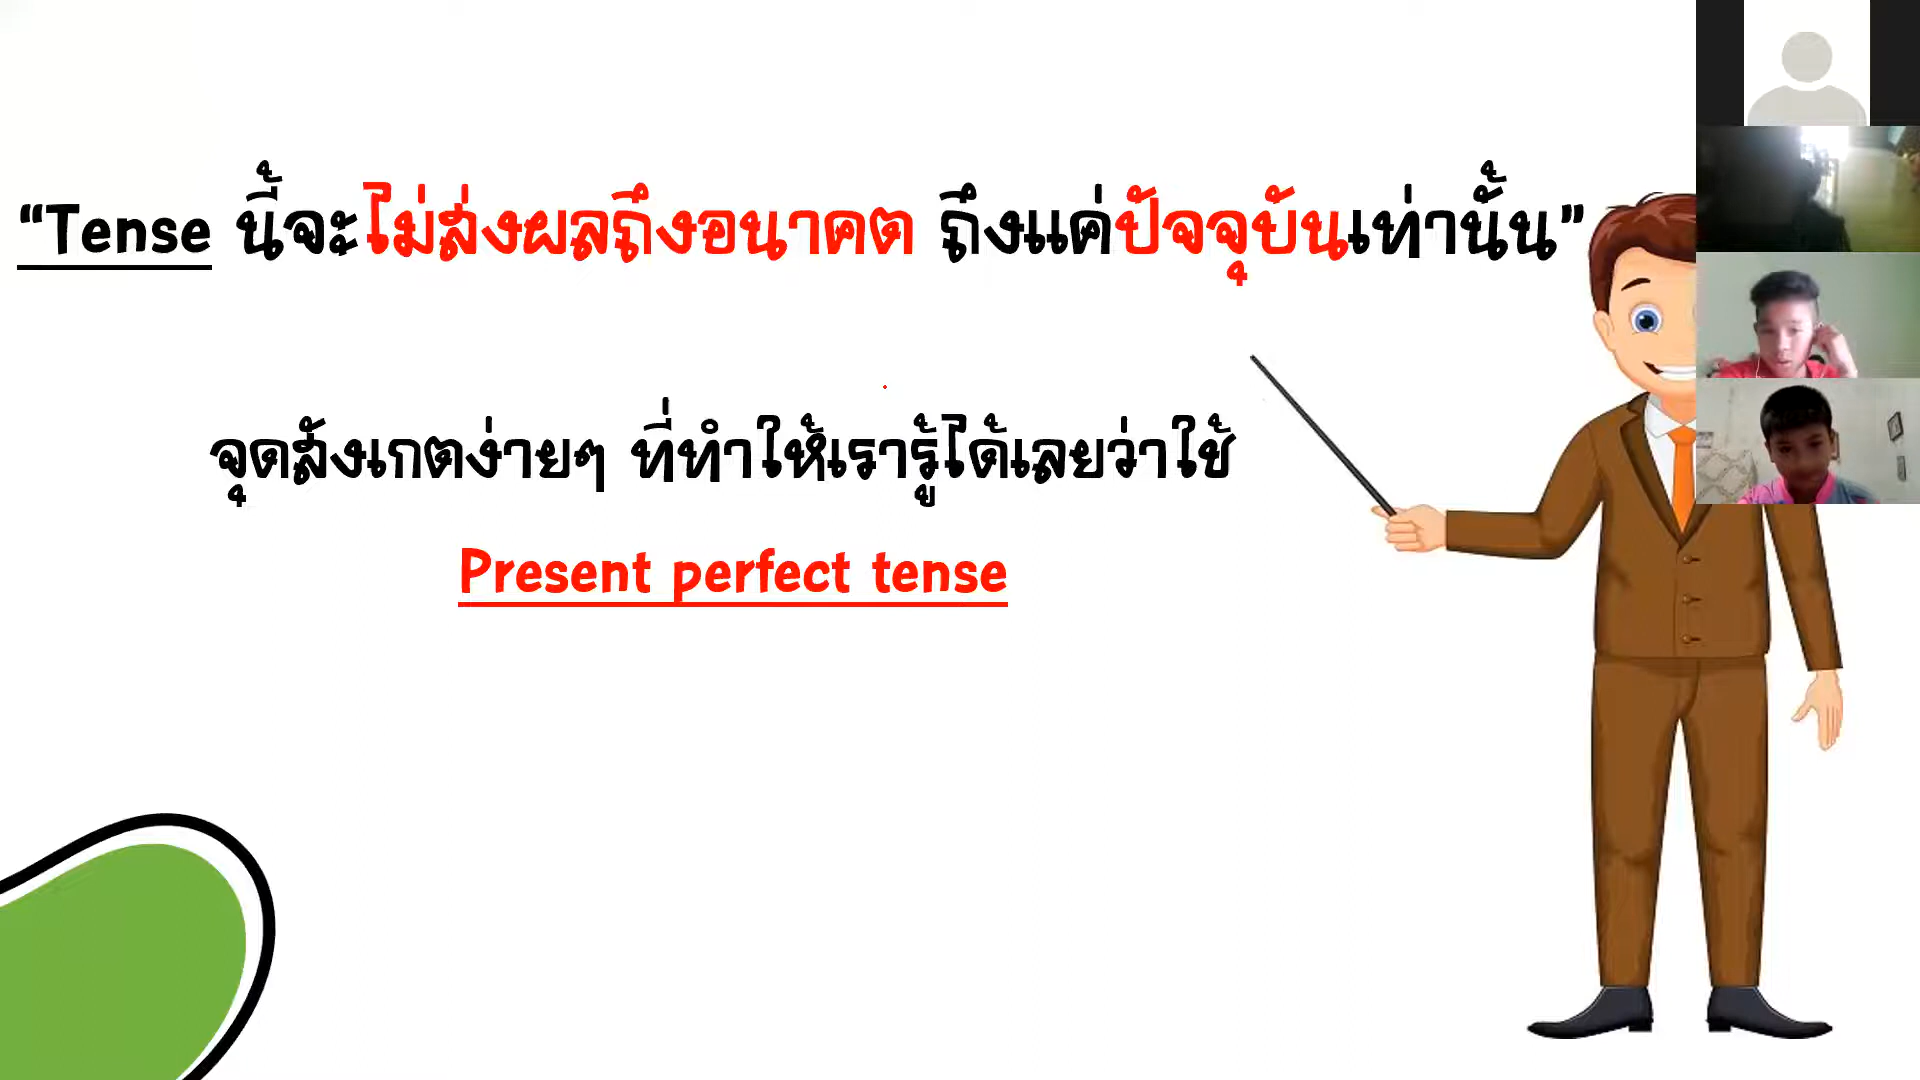 “Tense นี้จะไม่ส่งผลถึงอนาคต ถึงแค่ปัจจุบันเท่านั้น”
จุดสังเกตง่ายๆ ที่ทำให้เรารู้ได้เลยว่าใช้
Present perfect tense